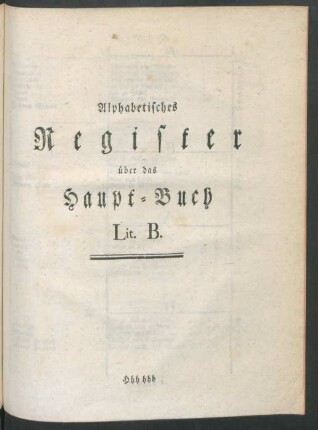 Alphabetisches
Register
über das
Haupt-Buch
Lit. B.
Hhh hhh